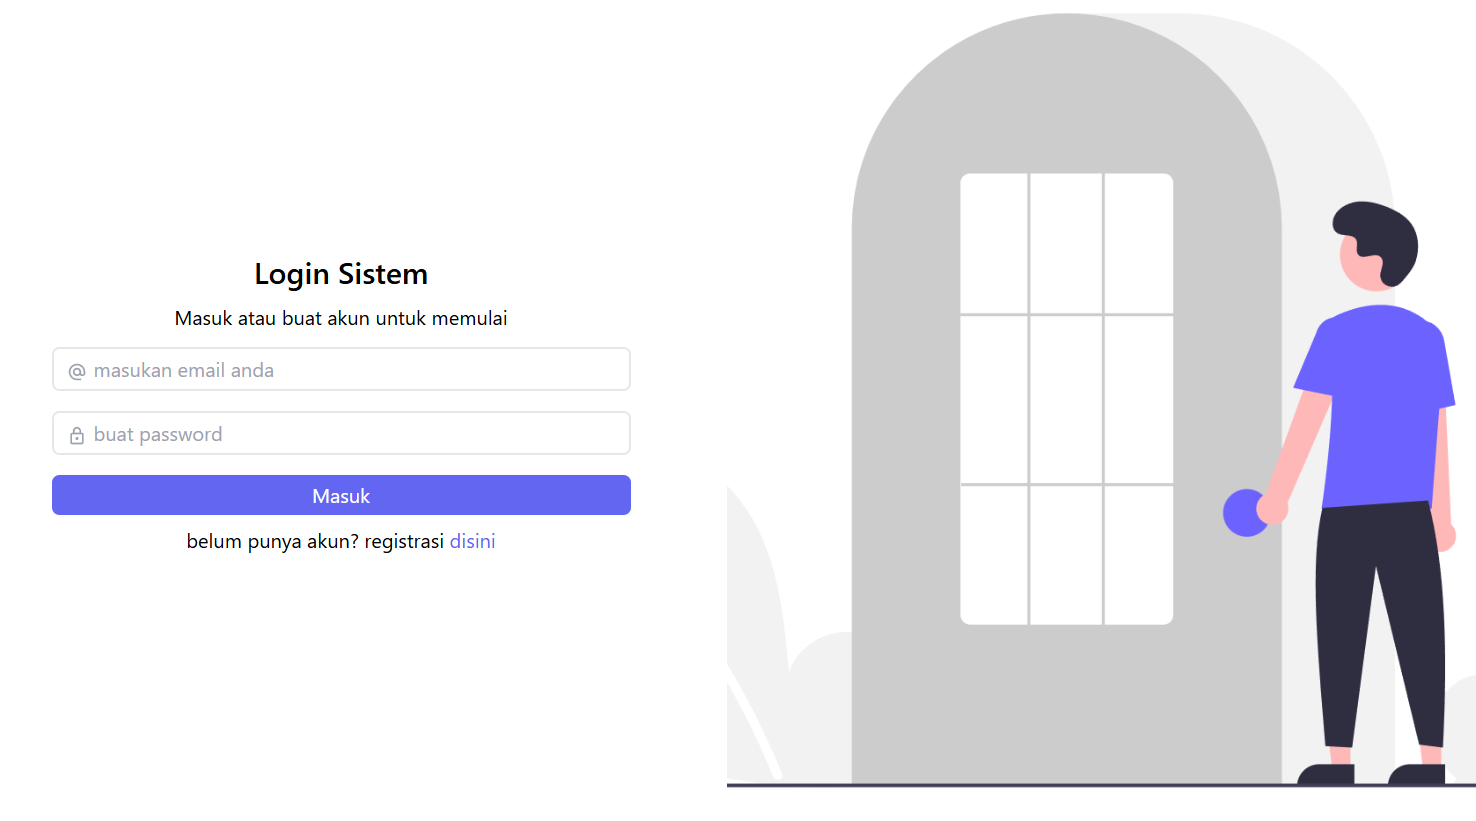 Login Sistem
Masuk atau buat akun untuk memulai
masukan email anda
buat password
Masuk
belum punya akun? registrasi disini